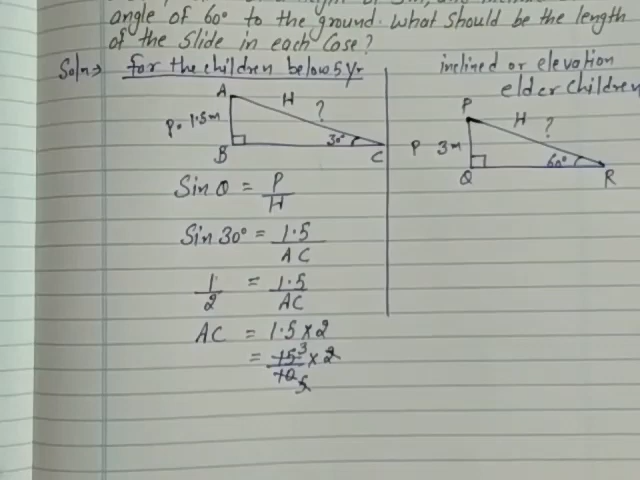 angle of 60° to the ground. What should be the length
of the Slide in each Case?
Soln⇒ for the children below 5 yr
A
H
?
P = 1.5m
30°
B
C
Sin θ = P/H
Sin 30° = 1.5/AC
1/2 = 1.5/AC
AC = 1.5 × 2
= 15 3/10 5 × 2
inclined or elevation
elder children
P
H
?
P 3m
60°
Q
R